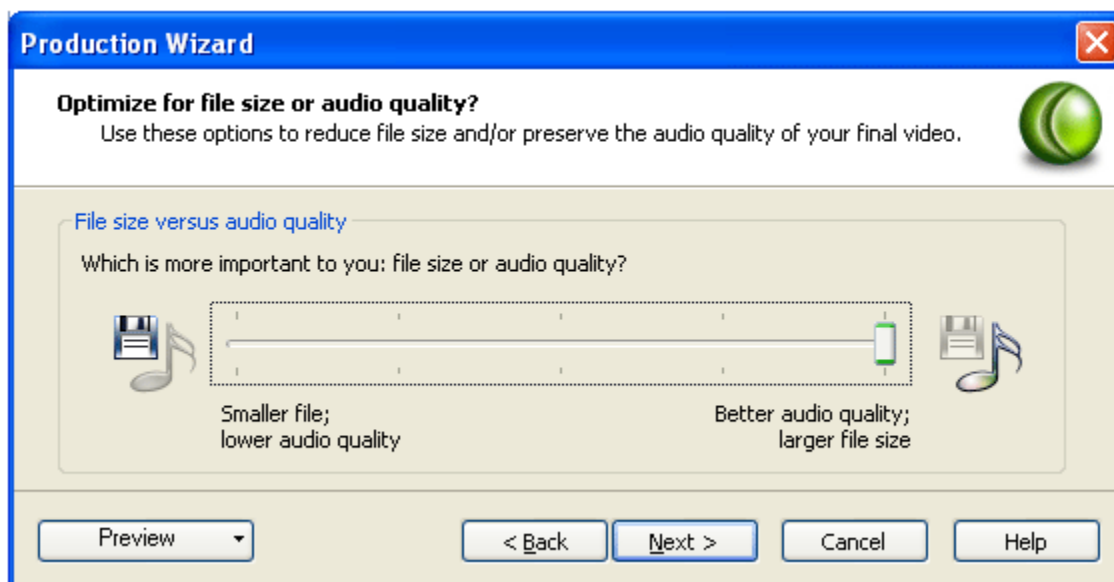 Production Wizard
Optimize for file size or audio quality?
Use these options to reduce file size and/or preserve the audio quality of your final video.
File size versus audio quality
Which is more important to you: file size or audio quality?
Smaller file;
lower audio quality
Better audio quality;
larger file size
Preview
< Back
Next >
Cancel
Help